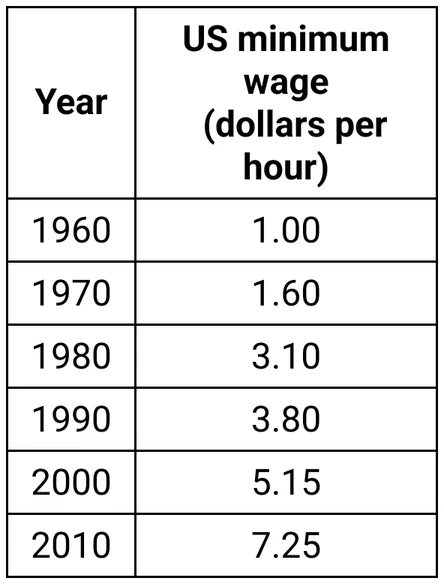 Year
US minimum
wage
(dollars per
hour)
1960 1.00
1970 1.60
1980 3.10
1990 3.80
2000 5.15
2010 7.25